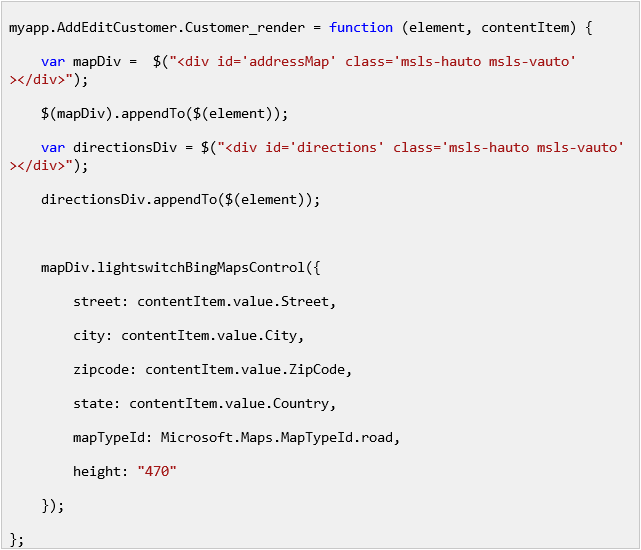 myapp.AddEditCustomer.Customer_render = function (element, contentItem) {
    var mapDiv =  $("<div id='addressMap' class='msls-hauto msls-vauto'
></div>");
    $(mapDiv).appendTo($(element));
    var directionsDiv = $("<div id='directions' class='msls-hauto msls-vauto'
></div>");
    directionsDiv.appendTo($(element));
    mapDiv.lightswitchBingMapsControl({
        street: contentItem.value.Street,
        city: contentItem.value.City,
        zipcode: contentItem.value.ZipCode,
        state: contentItem.value.Country,
        mapTypeId: Microsoft.Maps.MapTypeId.road,
        height: "470"
    });
};